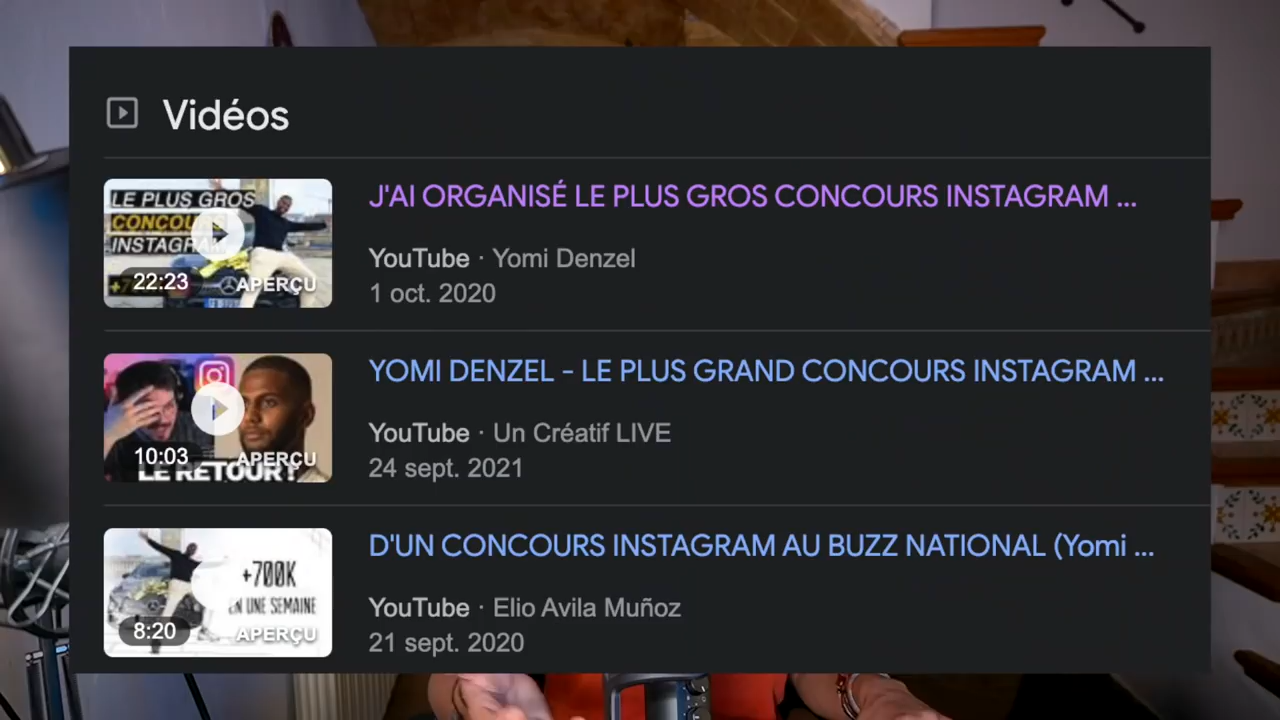 Vidéos
LE PLUS GROS
CONCOURS
INSTAGRAM
22:23
APERÇU
J'AI ORGANISÉ LE PLUS GROS CONCOURS INSTAGRAM ...
YouTube · Yomi Denzel
1 oct. 2020
10:03
APERÇU
LE RETOUR?
YOMI DENZEL - LE PLUS GRAND CONCOURS INSTAGRAM ...
YouTube · Un Créatif LIVE
24 sept. 2021
+700K
EN UNE SEMAINE
8:20
APERÇU
D'UN CONCOURS INSTAGRAM AU BUZZ NATIONAL (Yomi ...
YouTube · Elio Avila Muñoz
21 sept. 2020